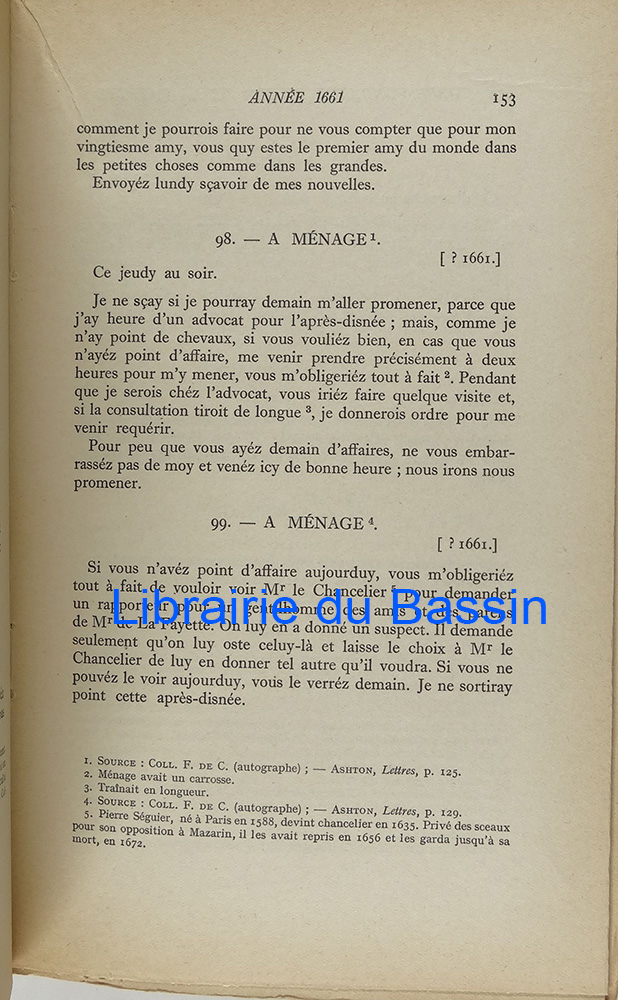 ANNÉE 1661 153
comment je pourrois faire pour ne vous compter que pour mon
vingtiesme amy, vous quy estes le premier amy du monde dans
les petites choses comme dans les grandes.
Envoyéz lundy sçavoir de mes nouvelles.
98. — A MÉNAGE ¹.
[ ? 1661.]
Ce jeudy au soir.
Je ne sçay si je pourray demain m'aller promener, parce que
j'ay heure d'un advocat pour l'après-disnée ; mais, comme je
n'ay point de chevaux, si vous vouliéz bien, en cas que vous
n'ayéz point d'affaire, me venir prendre précisément à deux
heures pour m'y mener, vous m'obligeriéz tout à fait ². Pendant
que je serois chéz l'advocat, vous iriéz faire quelque visite et,
si la consultation tiroit de longue ³, je donnerois ordre pour me
venir requérir.
Pour peu que vous ayéz demain d'affaires, ne vous embar-
rasséz pas de moy et venéz icy de bonne heure ; nous irons nous
promener.
99. — A MÉNAGE ⁴.
[ ? 1661.]
Si vous n'avéz point d'affaire aujourduy, vous m'obligeriéz
tout à fait de vouloir voir Mr le Chancelier ⁵ pour demander
un rapporteur pour un gentilhomme des amis et des parens
de Mr de La Fayette. On luy en a donné un suspect. Il demande
seulement qu'on luy oste celuy-là et laisse le choix à Mr le
Chancelier de luy en donner tel autre qu'il voudra. Si vous ne
pouvéz le voir aujourduy, vous le verréz demain. Je ne sortiray
point cette après-disnée.
Librairie du Bassin
1. SOURCE : COLL. F. DE C. (autographe) ; — ASHTON, Lettres, p. 125.
2. Ménage avait un carrosse.
3. Traînait en longueur.
4. SOURCE : COLL. F. DE C. (autographe) ; — ASHTON, Lettres, p. 129.
5. Pierre Séguier, né à Paris en 1588, devint chancelier en 1635. Privé des sceaux
pour son opposition à Mazarin, il les avait repris en 1656 et les garda jusqu'à sa
mort, en 1672.